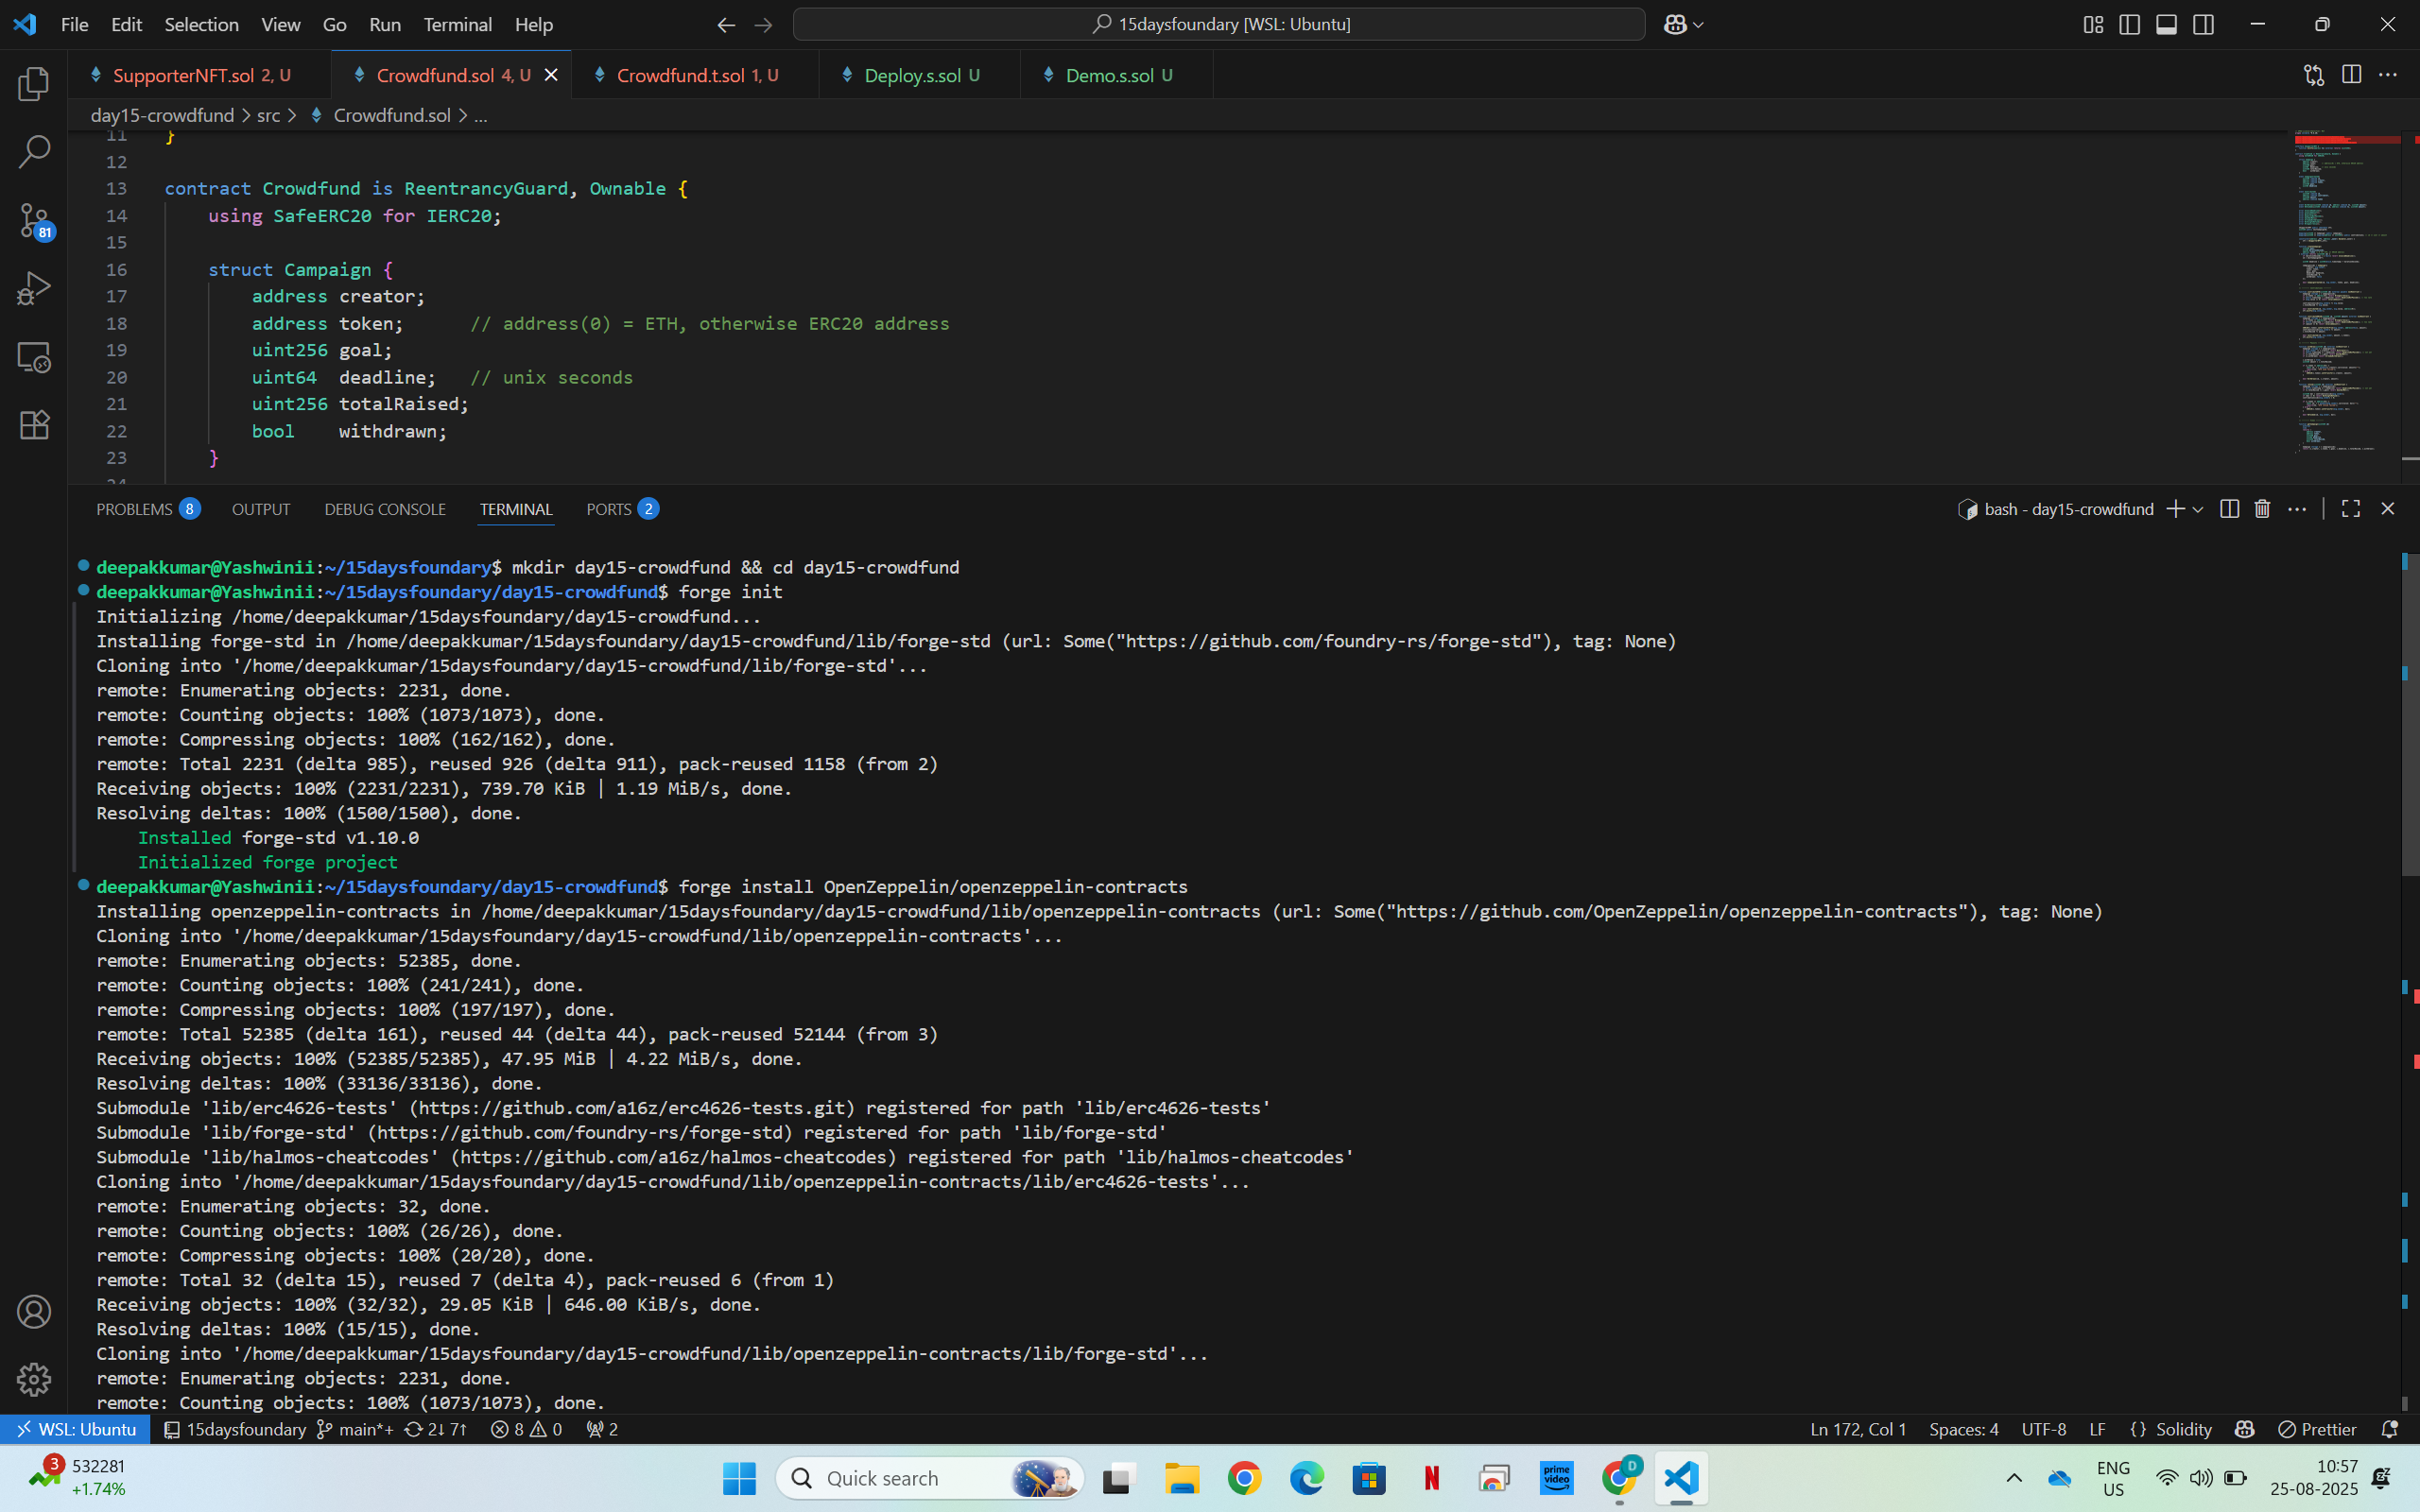 File Edit Selection View Go Run Terminal Help
15daysfoundary [WSL: Ubuntu]
SupporterNFT.sol 2, U
Crowdfund.sol 4, U
Crowdfund.t.sol 1, U
Deploy.s.sol U
Demo.s.sol U
day15-crowdfund > src > Crowdfund.sol > ...
11 }
12
13 contract Crowdfund is ReentrancyGuard, Ownable {
14 using SafeERC20 for IERC20;
15
16 struct Campaign {
17 address creator;
18 address token; // address(0) = ETH, otherwise ERC20 address
19 uint256 goal;
20 uint64 deadline; // unix seconds
21 uint256 totalRaised;
22 bool withdrawn;
23 }
24
81
PROBLEMS 8 OUTPUT DEBUG CONSOLE TERMINAL PORTS 2
bash - day15-crowdfund
deepakkumar@Yashwinii:~/15daysfoundary$ mkdir day15-crowdfund && cd day15-crowdfund
deepakkumar@Yashwinii:~/15daysfoundary/day15-crowdfund$ forge init
Initializing /home/deepakkumar/15daysfoundary/day15-crowdfund...
Installing forge-std in /home/deepakkumar/15daysfoundary/day15-crowdfund/lib/forge-std (url: Some("https://github.com/foundry-rs/forge-std"), tag: None)
Cloning into '/home/deepakkumar/15daysfoundary/day15-crowdfund/lib/forge-std'...
remote: Enumerating objects: 2231, done.
remote: Counting objects: 100% (1073/1073), done.
remote: Compressing objects: 100% (162/162), done.
remote: Total 2231 (delta 985), reused 926 (delta 911), pack-reused 1158 (from 2)
Receiving objects: 100% (2231/2231), 739.70 KiB | 1.19 MiB/s, done.
Resolving deltas: 100% (1500/1500), done.
Installed forge-std v1.10.0
Initialized forge project
deepakkumar@Yashwinii:~/15daysfoundary/day15-crowdfund$ forge install OpenZeppelin/openzeppelin-contracts
Installing openzeppelin-contracts in /home/deepakkumar/15daysfoundary/day15-crowdfund/lib/openzeppelin-contracts (url: Some("https://github.com/OpenZeppelin/openzeppelin-contracts"), tag: None)
Cloning into '/home/deepakkumar/15daysfoundary/day15-crowdfund/lib/openzeppelin-contracts'...
remote: Enumerating objects: 52385, done.
remote: Counting objects: 100% (241/241), done.
remote: Compressing objects: 100% (197/197), done.
remote: Total 52385 (delta 161), reused 44 (delta 44), pack-reused 52144 (from 3)
Receiving objects: 100% (52385/52385), 47.95 MiB | 4.22 MiB/s, done.
Resolving deltas: 100% (33136/33136), done.
Submodule 'lib/erc4626-tests' (https://github.com/a16z/erc4626-tests.git) registered for path 'lib/erc4626-tests'
Submodule 'lib/forge-std' (https://github.com/foundry-rs/forge-std) registered for path 'lib/forge-std'
Submodule 'lib/halmos-cheatcodes' (https://github.com/a16z/halmos-cheatcodes) registered for path 'lib/halmos-cheatcodes'
Cloning into '/home/deepakkumar/15daysfoundary/day15-crowdfund/lib/openzeppelin-contracts/lib/erc4626-tests'...
remote: Enumerating objects: 32, done.
remote: Counting objects: 100% (26/26), done.
remote: Compressing objects: 100% (20/20), done.
remote: Total 32 (delta 15), reused 7 (delta 4), pack-reused 6 (from 1)
Receiving objects: 100% (32/32), 29.05 KiB | 646.00 KiB/s, done.
Resolving deltas: 100% (15/15), done.
Cloning into '/home/deepakkumar/15daysfoundary/day15-crowdfund/lib/openzeppelin-contracts/lib/forge-std'...
remote: Enumerating objects: 2231, done.
remote: Counting objects: 100% (1073/1073), done.
WSL: Ubuntu 15daysfoundary main*+ 2↓ 7↑ 8 0 2
Ln 172, Col 1 Spaces: 4 UTF-8 LF {} Solidity Prettier
3
532281
+1.74%
Quick search
N
prime video
D
ENG
US
10:57
25-08-2025